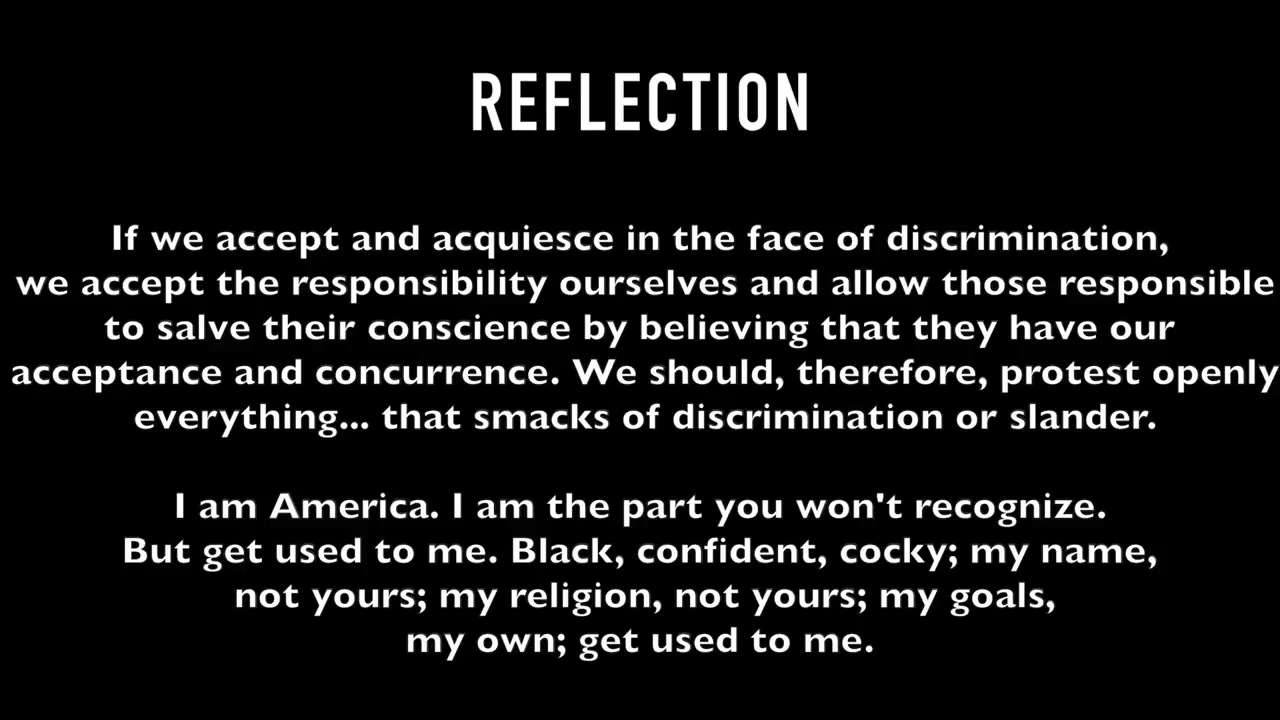 REFLECTION
If we accept and acquiesce in the face of discrimination,
we accept the responsibility ourselves and allow those responsible
to salve their conscience by believing that they have our
acceptance and concurrence. We should, therefore, protest openly
everything... that smacks of discrimination or slander.
I am America. I am the part you won't recognize.
But get used to me. Black, confident, cocky; my name,
not yours; my religion, not yours; my goals,
my own; get used to me.